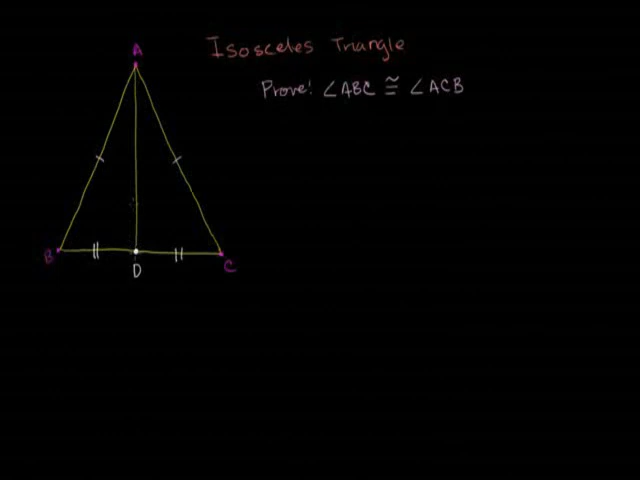 A
Isosceles Triangle
Prove: ∠ABC ≅ ∠ACB
B
D
C